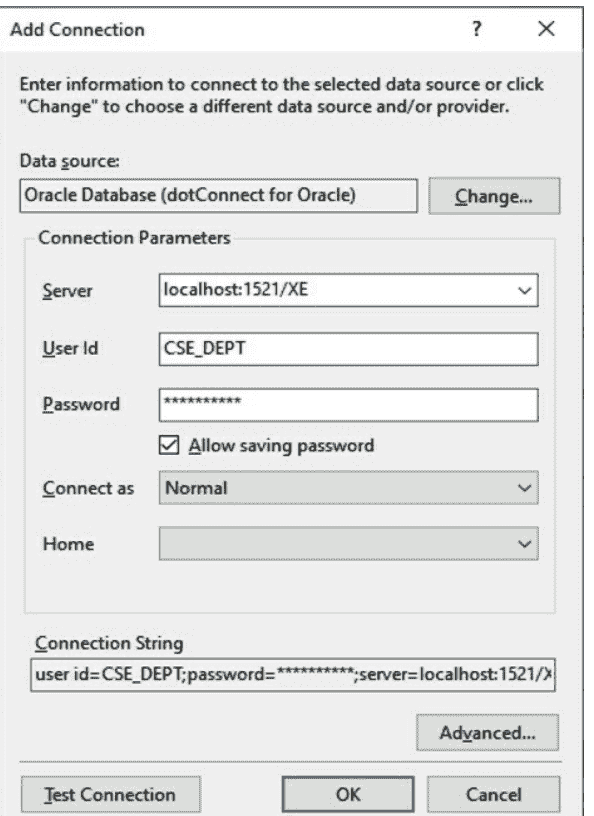 Add Connection ? ×
Enter information to connect to the selected data source or click
"Change" to choose a different data source and/or provider.
Data source:
Oracle Database (dotConnect for Oracle) Change...
Connection Parameters
Server localhost:1521/XE
User Id CSE_DEPT
Password **********
Allow saving password
Connect as Normal
Home
Connection String
user id=CSE_DEPT;password=**********;server=localhost:1521/X
Advanced...
Test Connection OK Cancel